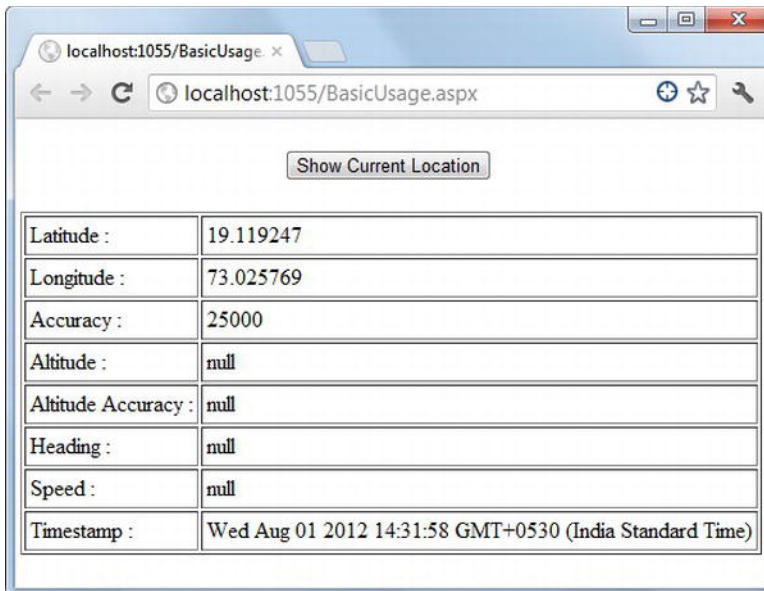 localhost:1055/BasicUsage.
localhost:1055/BasicUsage.aspx
Show Current Location
Latitude : 19.119247
Longitude : 73.025769
Accuracy : 25000
Altitude : null
Altitude Accuracy : null
Heading : null
Speed : null
Timestamp : Wed Aug 01 2012 14:31:58 GMT+0530 (India Standard Time)